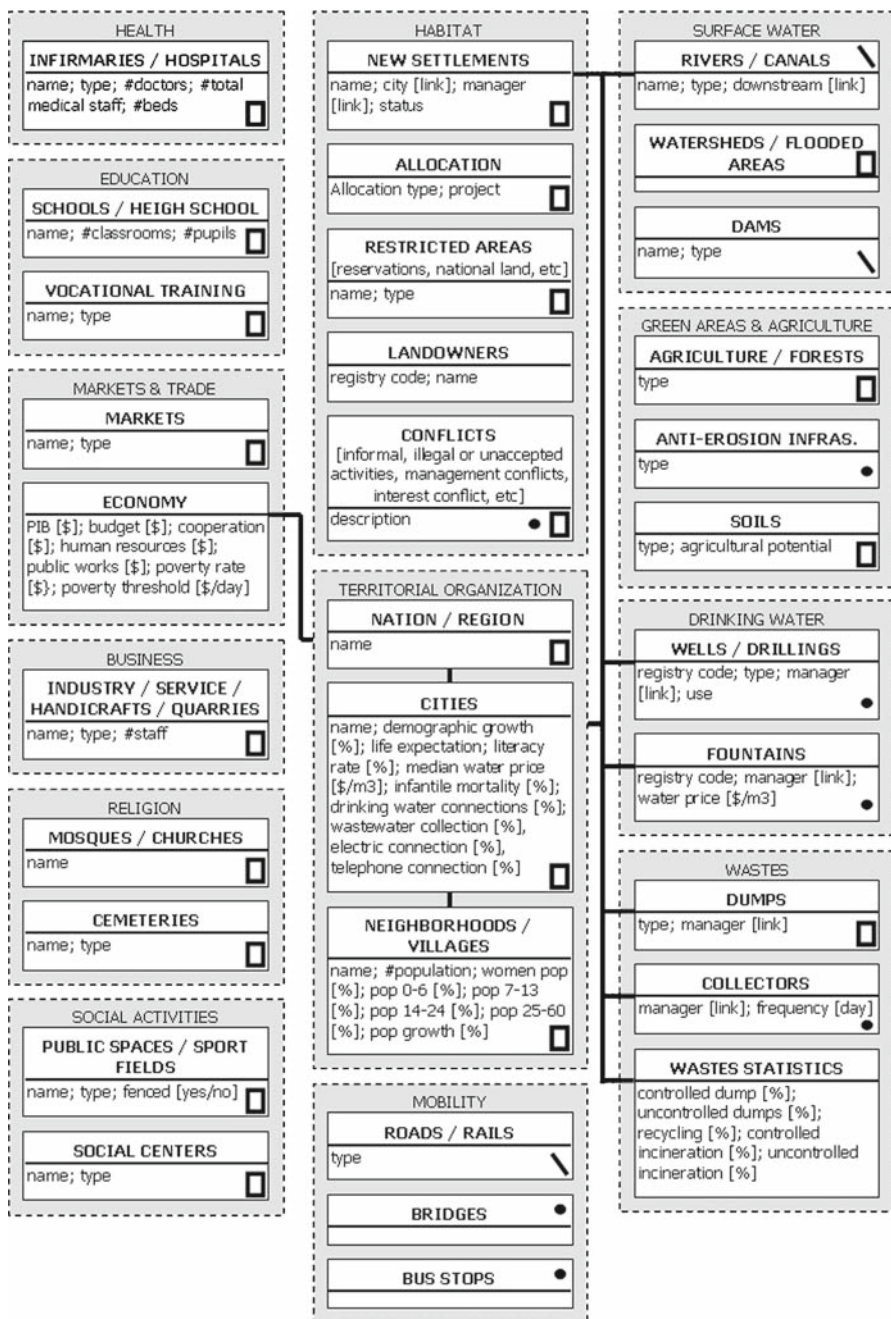 HEALTH
INFIRMARIES / HOSPITALS
name; type; #doctors; #total
medical staff; #beds
EDUCATION
SCHOOLS / HEIGH SCHOOL
name; #classrooms; #pupils
VOCATIONAL TRAINING
name; type
MARKETS & TRADE
MARKETS
name; type
ECONOMY
PIB [$]; budget [$]; cooperation
[$]; human resources [$];
public works [$]; poverty rate
[$}; poverty threshold [$/day]
BUSINESS
INDUSTRY / SERVICE /
HANDICRAFTS / QUARRIES
name; type; #staff
RELIGION
MOSQUES / CHURCHES
name
CEMETERIES
name; type
SOCIAL ACTIVITIES
PUBLIC SPACES / SPORT
FIELDS
name; type; fenced [yes/no]
SOCIAL CENTERS
name; type
HABITAT
NEW SETTLEMENTS
name; city [link]; manager
[link]; status
ALLOCATION
Allocation type; project
RESTRICTED AREAS
[reservations, national land, etc]
name; type
LANDOWNERS
registry code; name
CONFLICTS
[informal, illegal or unaccepted
activities, management conflicts,
interest conflict, etc]
description
TERRITORIAL ORGANIZATION
NATION / REGION
name
CITIES
name; demographic growth
[%]; life expectation; literacy
rate [%]; median water price
[$/m3]; infantile mortality [%];
drinking water connections [%];
wastewater collection [%],
electric connection [%],
telephone connection [%]
NEIGHBORHOODS /
VILLAGES
name; #population; women pop
[%]; pop 0-6 [%]; pop 7-13
[%]; pop 14-24 [%]; pop 25-60
[%]; pop growth [%]
MOBILITY
ROADS / RAILS
type
BRIDGES
BUS STOPS
SURFACE WATER
RIVERS / CANALS
name; type; downstream [link]
WATERSHEDS / FLOODED
AREAS
DAMS
name; type
GREEN AREAS & AGRICULTURE
AGRICULTURE / FORESTS
type
ANTI-EROSION INFRAS.
type
SOILS
type; agricultural potential
DRINKING WATER
WELLS / DRILLINGS
registry code; type; manager
[link]; use
FOUNTAINS
registry code; manager [link];
water price [$/m3]
WASTES
DUMPS
type; manager [link]
COLLECTORS
manager [link]; frequency [day]
WASTES STATISTICS
controlled dump [%];
uncontrolled dumps [%];
recycling [%]; controlled
incineration [%]; uncontrolled
incineration [%]